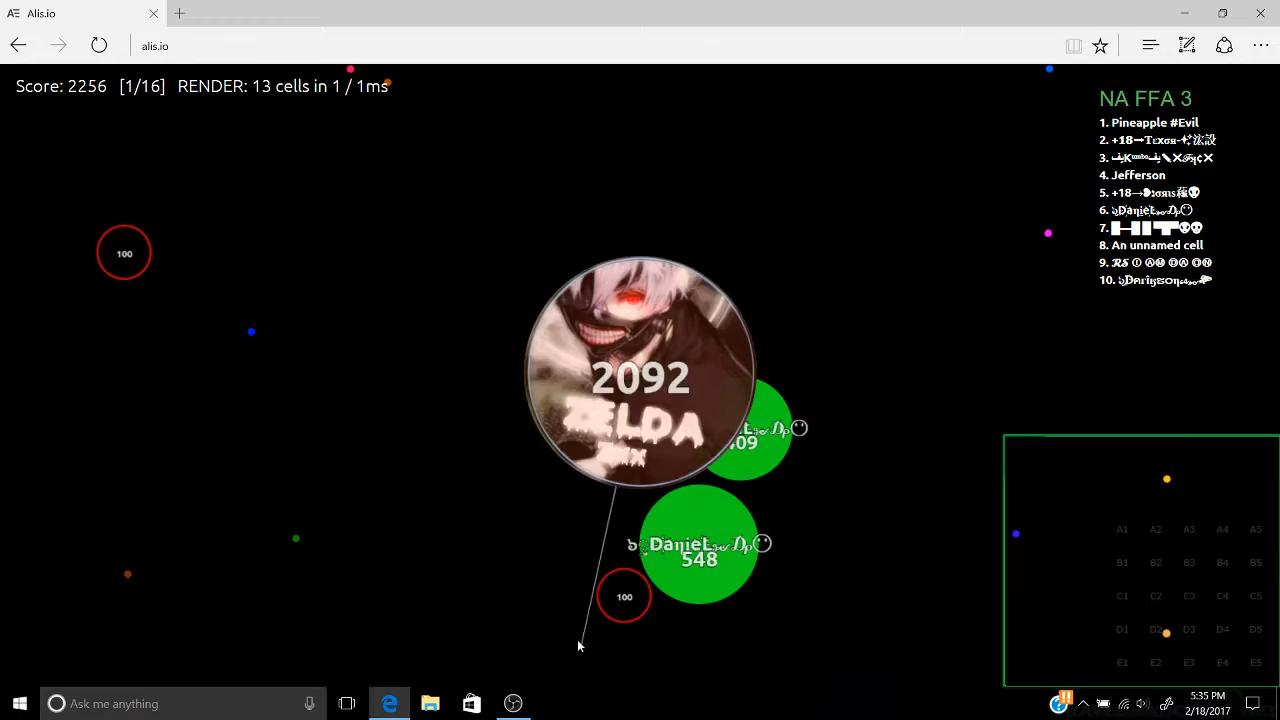 Alis.io
alis.io
Score: 2256 [1/16] RENDER: 13 cells in 1 / 1ms
NA FFA 3
1. Pineapple #Evil
4. Jefferson
8. An unnamed cell
100
2092
ZELDA
409
DanieŁ
548
100
A1 A2 A3 A4 A5
B1 B2 B3 B4 B5
C1 C2 C3 C4 C5
D1 D2 D3 D4 D5
E1 E2 E3 E4 E5
Ask me anything
5:35 PM
2/18/2017